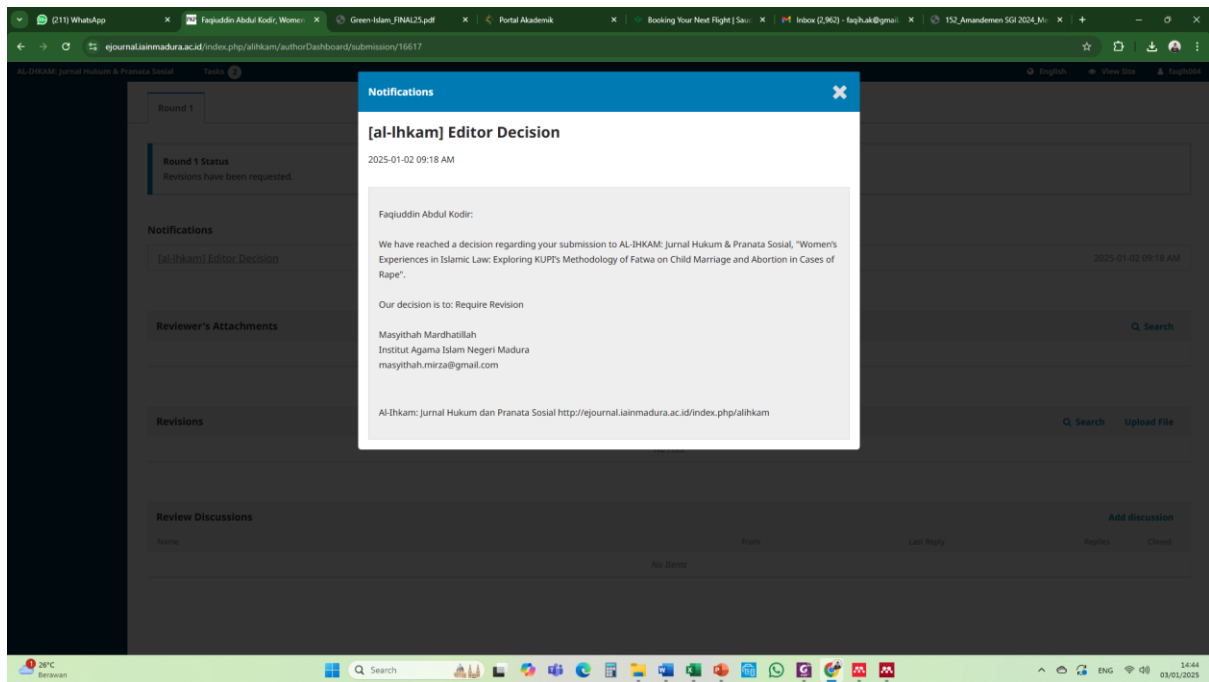 (211) WhatsApp
Faqiuddin Abdul Kodir, Women
Green-Islam_FINAL25.pdf
Portal Akademik
Booking Your Next Flight | Sau
Inbox (2,962) - faqih.ak@gmail
152_Amandemen SGI 2024_M
ejournal.iainmadura.ac.id/index.php/alihkam/authorDashboard/submission/16617
AL-IHKAM: Jurnal Hukum & Pranata Sosial Tasks 2 English View Site faqih004
Notifications
Round 1
[al-Ihkam] Editor Decision
2025-01-02 09:18 AM
Round 1 Status
Revisions have been requested.
Faqiuddin Abdul Kodir:
We have reached a decision regarding your submission to AL-IHKAM: Jurnal Hukum & Pranata Sosial, "Women's
Experiences in Islamic Law: Exploring KUPI's Methodology of Fatwa on Child Marriage and Abortion in Cases of
Rape".
Our decision is to: Require Revision
Masyithah Mardhatillah
Institut Agama Islam Negeri Madura
masyithah.mirza@gmail.com
Al-Ihkam: Jurnal Hukum dan Pranata Sosial http://ejournal.iainmadura.ac.id/index.php/alihkam
Notifications
[al-Ihkam] Editor Decision 2025-01-02 09:18 AM
Reviewer's Attachments Search
Revisions Search Upload File
Review Discussions Add discussion
Name From Last Reply Replies Closed
No Items
26°C
Berawan
Search
ENG
14:44
03/01/2025